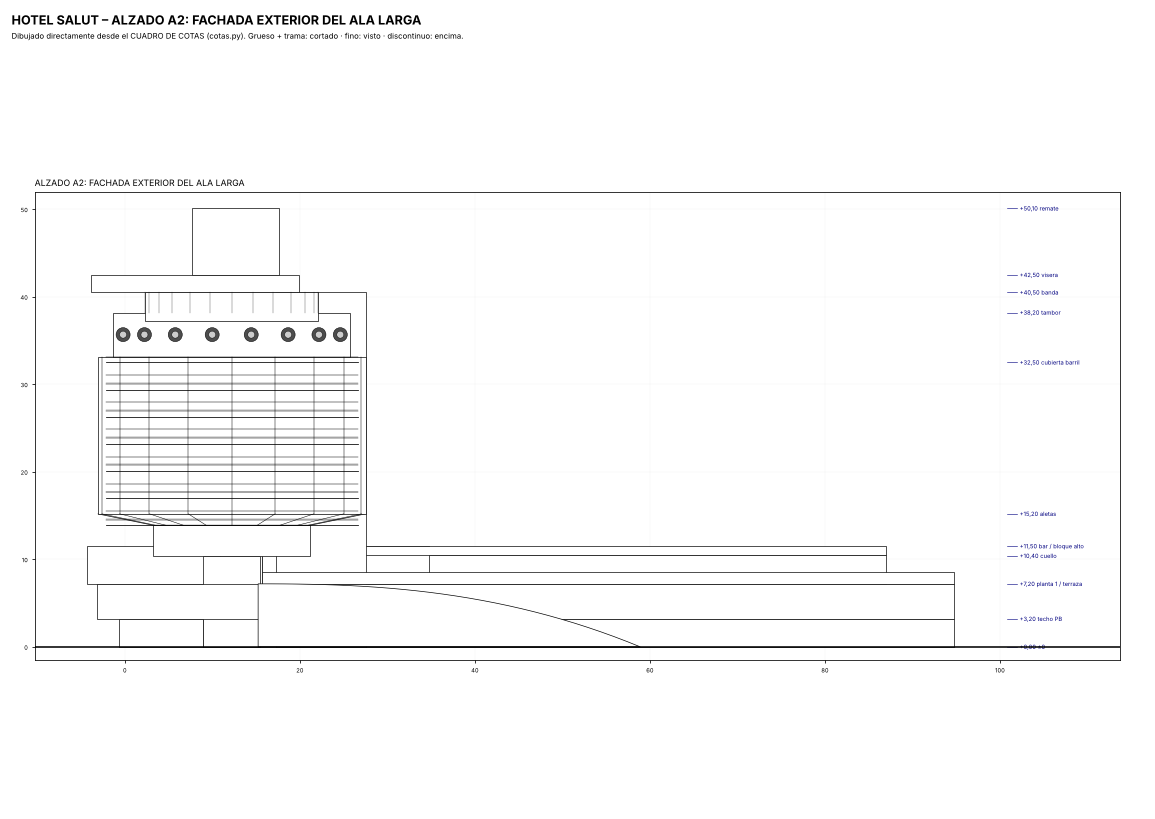 HOTEL SALUT – ALZADO A2: FACHADA EXTERIOR DEL ALA LARGA
Dibujado directamente desde el CUADRO DE COTAS (cotas.py). Grueso + trama: cortado · fino: visto · discontinuo: encima.
ALZADO A2: FACHADA EXTERIOR DEL ALA LARGA
50
+50,10 remate
+42,50 visera
40
+40,50 banda
+38,20 tambor
+32,50 cubierta barril
30
20
+15,20 aletas
+11,50 bar / bloque alto
10
+10,40 cuello
+7,20 planta 1 / terraza
+3,20 techo PB
0
0
20
40
60
80
100